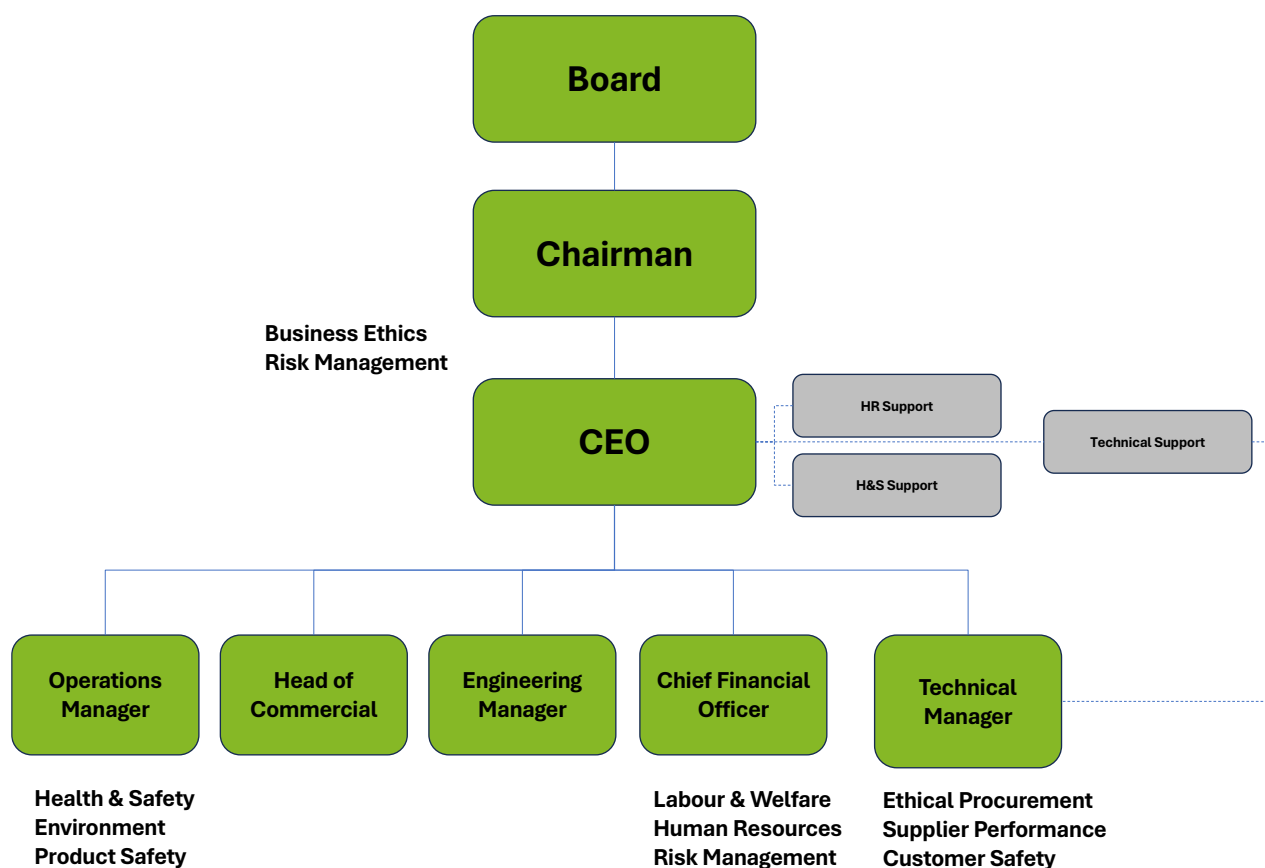 Board
Chairman
Business Ethics
Risk Management
CEO
HR Support
Technical Support
H&S Support
Operations
Manager
Head of
Commercial
Engineering
Manager
Chief Financial
Officer
Technical
Manager
Health & Safety
Environment
Product Safety
Labour & Welfare
Human Resources
Risk Management
Ethical Procurement
Supplier Performance
Customer Safety